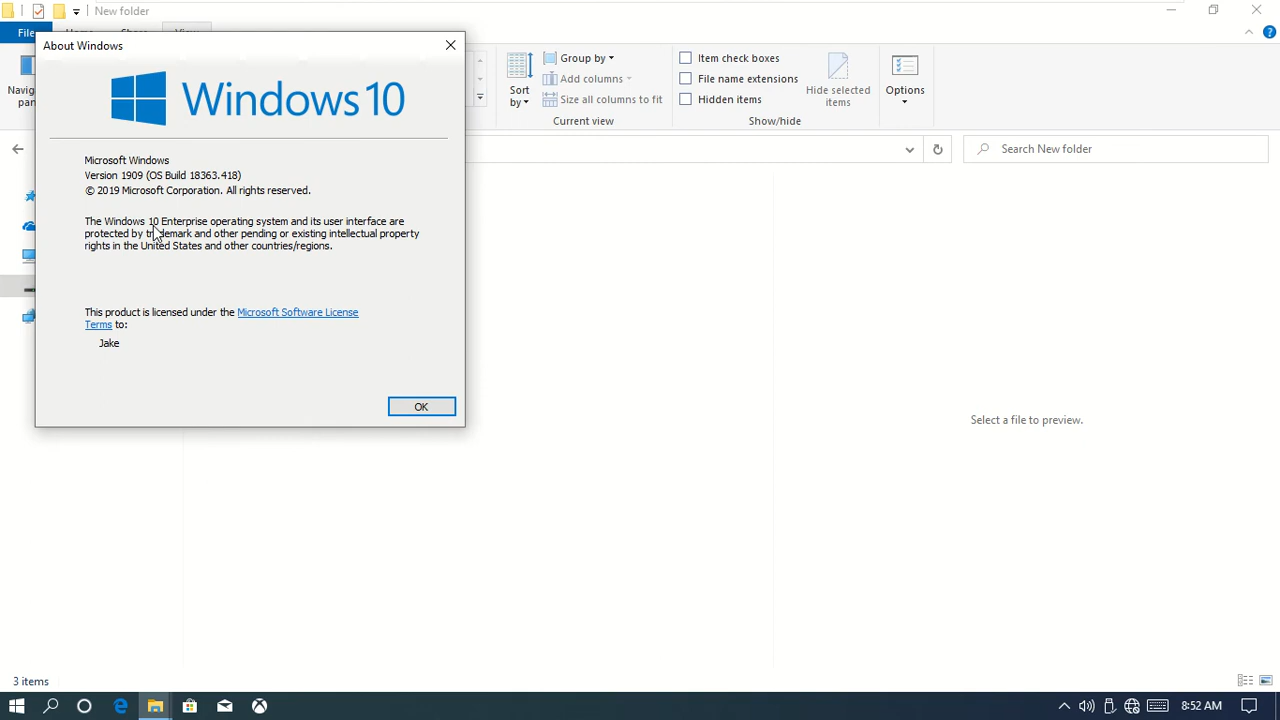 New folder
File
About Windows
Windows 10
Microsoft Windows
Version 1909 (OS Build 18363.418)
© 2019 Microsoft Corporation. All rights reserved.
The Windows 10 Enterprise operating system and its user interface are
protected by trademark and other pending or existing intellectual property
rights in the United States and other countries/regions.
This product is licensed under the Microsoft Software License
Terms to:
Jake
OK
Sort
by
Group by
Add columns
Size all columns to fit
Current view
Item check boxes
File name extensions
Hidden items
Hide selected
items
Show/hide
Options
Search New folder
Select a file to preview.
3 items
8:52 AM